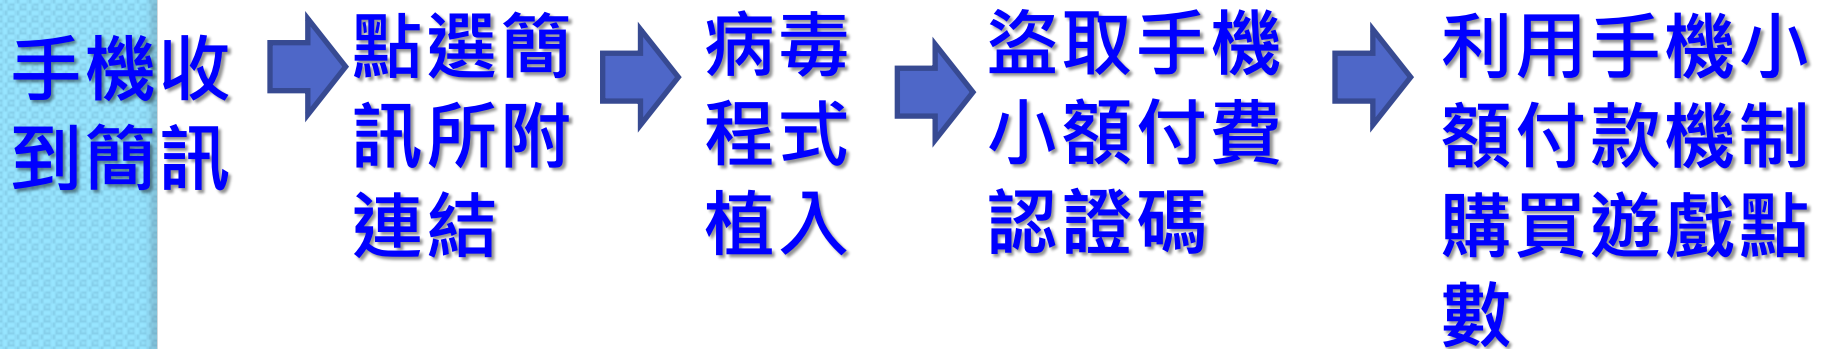 手機收
到簡訊
點選簡
訊所附
連結
病毒
程式
植入
盜取手機
小額付費
認證碼
利用手機小
額付款機制
購買遊戲點
數